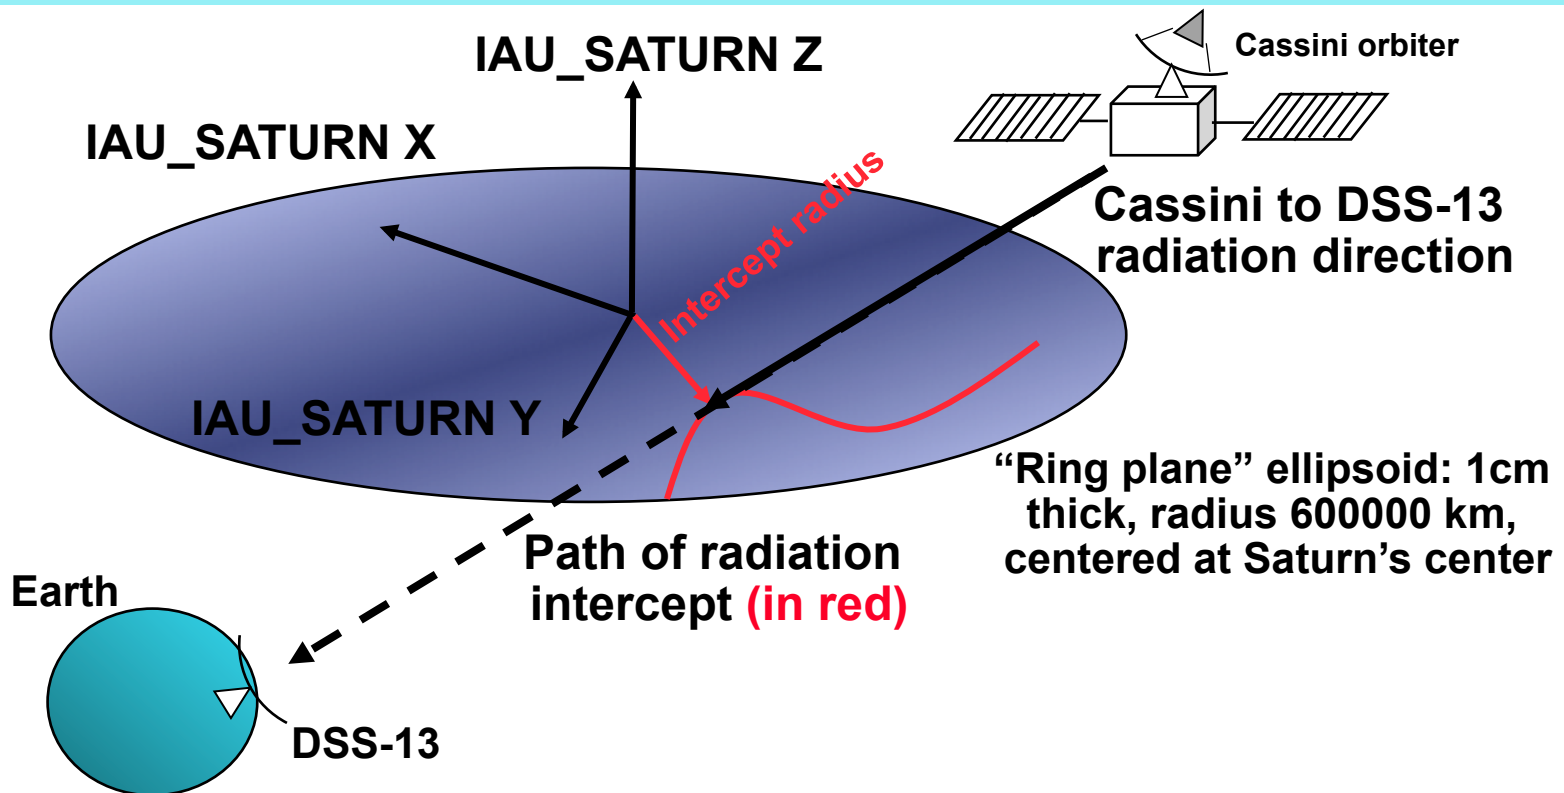 IAU_SATURN Z
Cassini orbiter
IAU_SATURN X
Intercept radius
Cassini to DSS-13
radiation direction
IAU_SATURN Y
“Ring plane” ellipsoid: 1cm
thick, radius 600000 km,
centered at Saturn’s center
Path of radiation
intercept (in red)
Earth
DSS-13